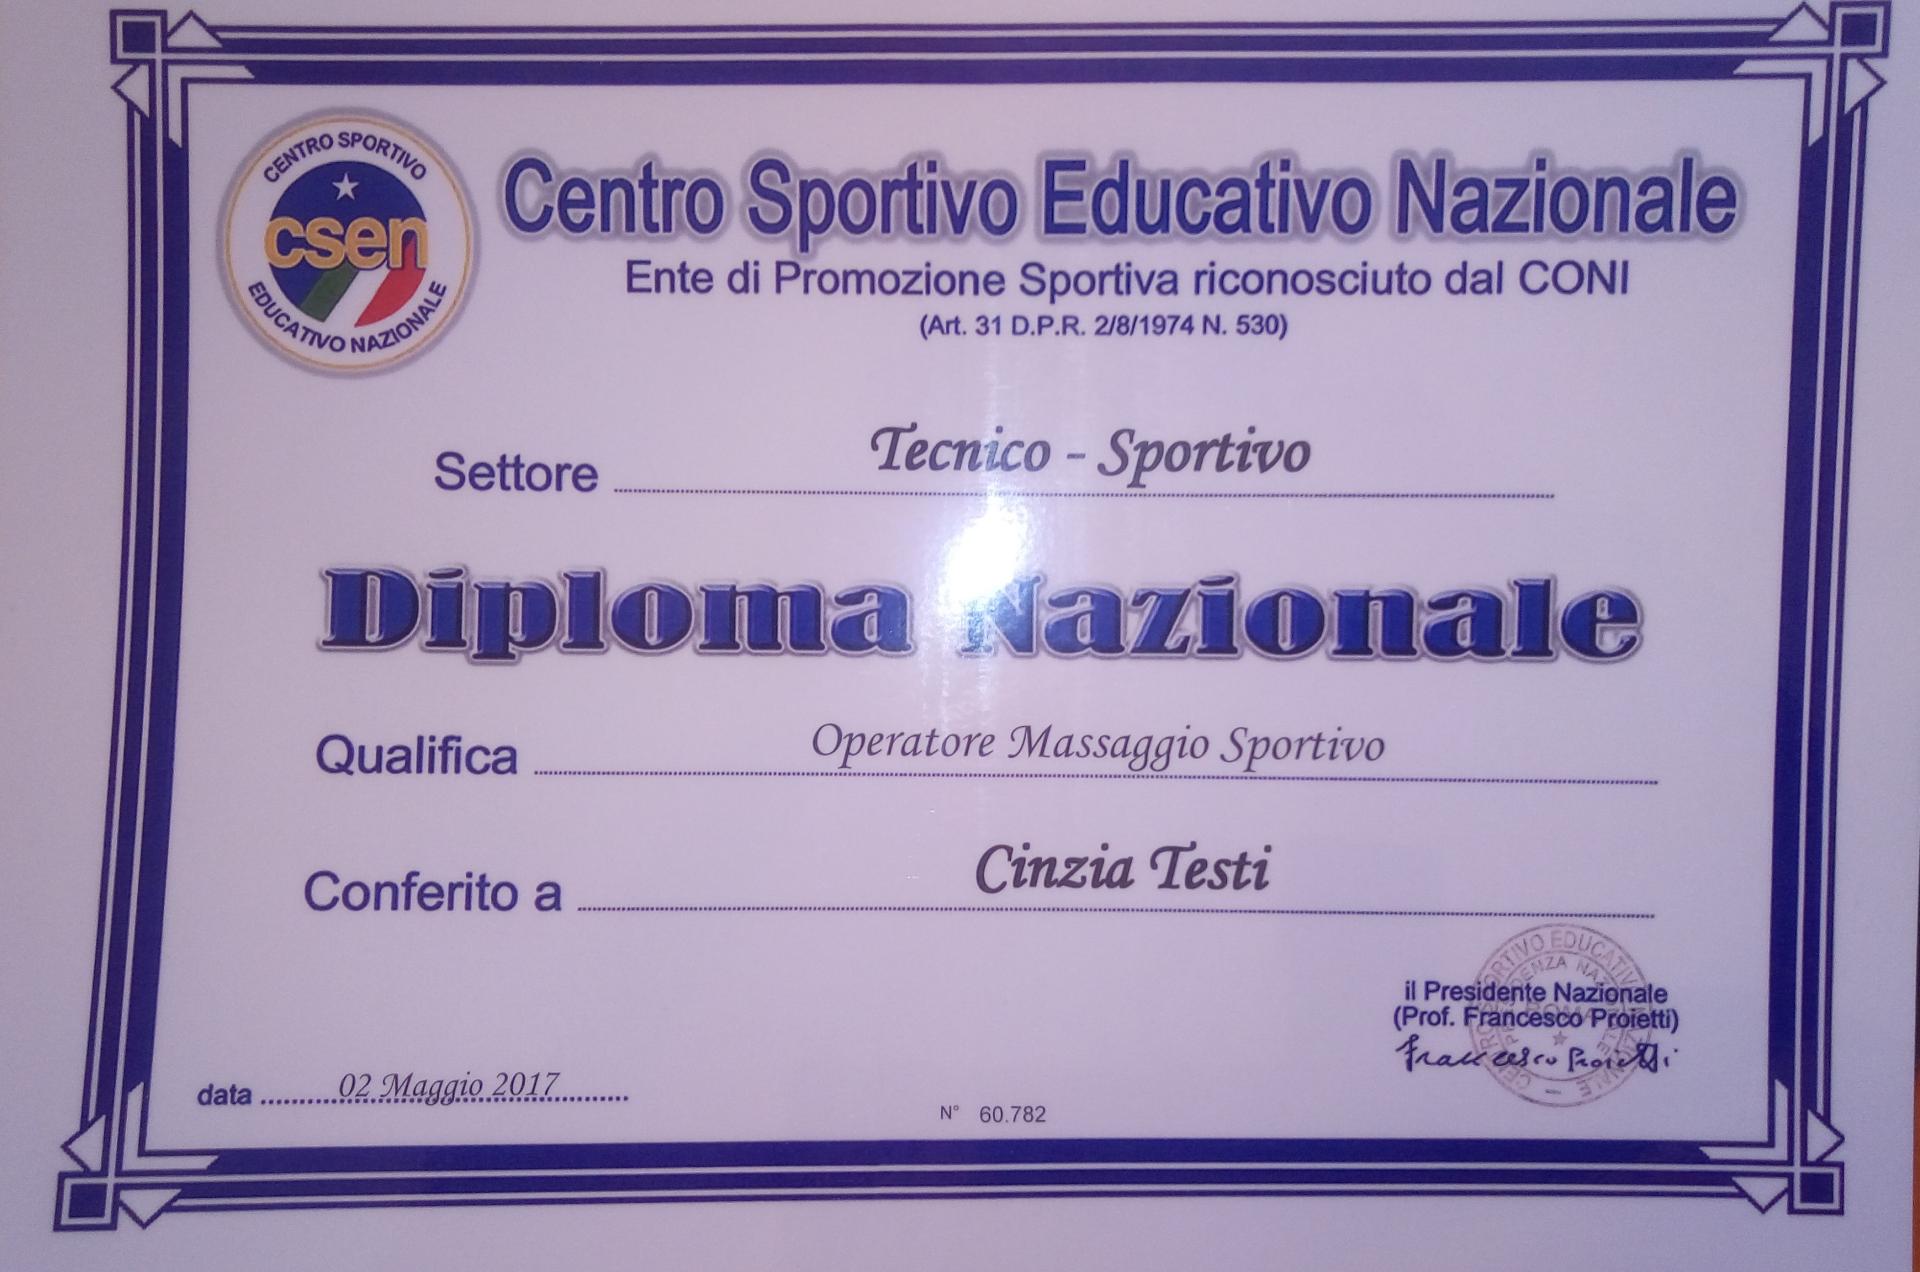 CENTRO SPORTIVO
csen
EDUCATIVO NAZIONALE
Centro Sportivo Educativo Nazionale
Ente di Promozione Sportiva riconosciuto dal CONI
(Art. 31 D.P.R. 2/8/1974 N. 530)
Settore Tecnico - Sportivo
Diploma Nazionale
Qualifica Operatore Massaggio Sportivo
Conferito a Cinzia Testi
il Presidente Nazionale
(Prof. Francesco Proietti)
Francesco Proietti
data 02 Maggio 2017
N° 60.782